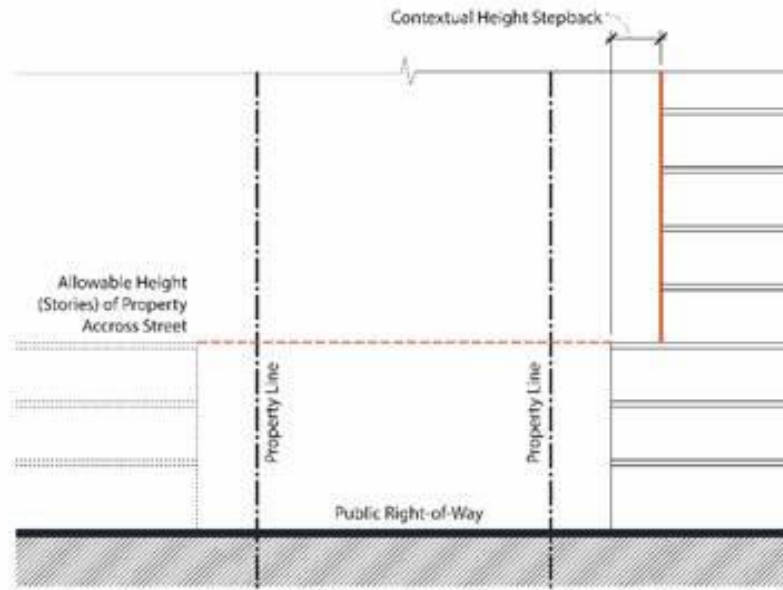 Contextual Height Stepback
Allowable Height
(Stories) of Property
Accross Street
Property Line
Property Line
Public Right-of-Way